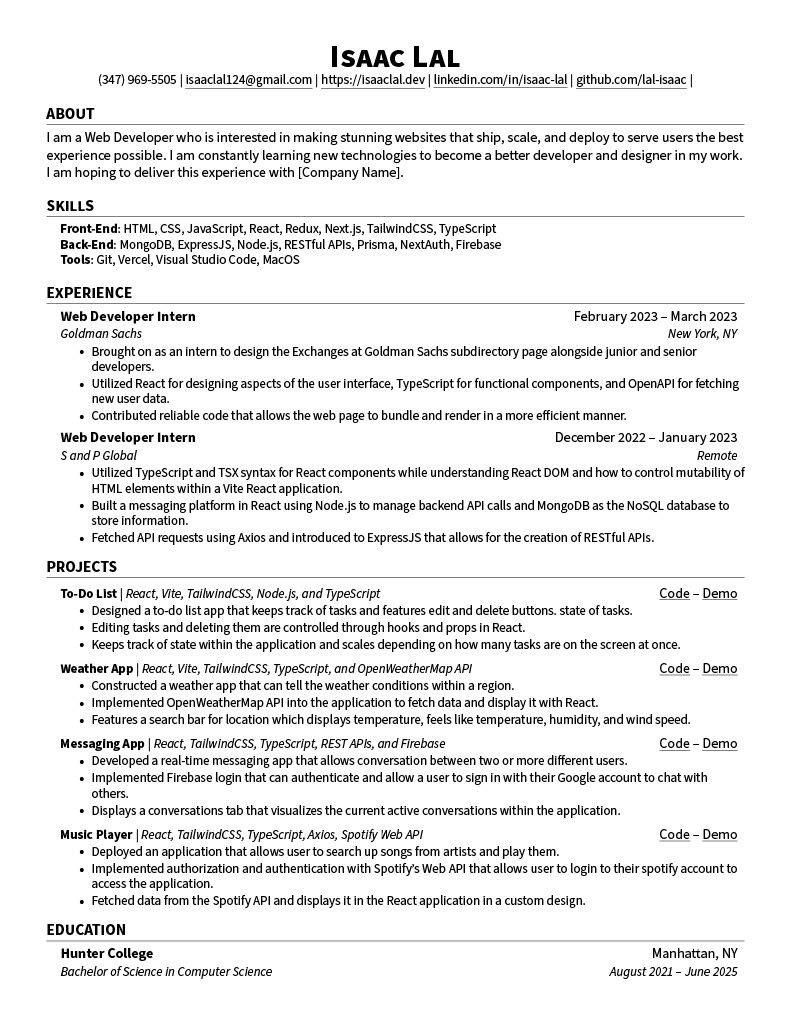 Isaac Lal
(347) 969-5505 | isaaclal124@gmail.com | https://isaaclal.dev | linkedin.com/in/isaac-lal | github.com/lal-isaac |
ABOUT
I am a Web Developer who is interested in making stunning websites that ship, scale, and deploy to serve users the best
experience possible. I am constantly learning new technologies to become a better developer and designer in my work.
I am hoping to deliver this experience with [Company Name].
SKILLS
Front-End: HTML, CSS, JavaScript, React, Redux, Next.js, TailwindCSS, TypeScript
Back-End: MongoDB, ExpressJS, Node.js, RESTful APIs, Prisma, NextAuth, Firebase
Tools: Git, Vercel, Visual Studio Code, MacOS
EXPERIENCE
Web Developer Intern February 2023 – March 2023
Goldman Sachs New York, NY
• Brought on as an intern to design the Exchanges at Goldman Sachs subdirectory page alongside junior and senior
developers.
• Utilized React for designing aspects of the user interface, TypeScript for functional components, and OpenAPI for fetching
new user data.
• Contributed reliable code that allows the web page to bundle and render in a more efficient manner.
Web Developer Intern December 2022 – January 2023
S and P Global Remote
• Utilized TypeScript and TSX syntax for React components while understanding React DOM and how to control mutability of
HTML elements within a Vite React application.
• Built a messaging platform in React using Node.js to manage backend API calls and MongoDB as the NoSQL database to
store information.
• Fetched API requests using Axios and introduced to ExpressJS that allows for the creation of RESTful APIs.
PROJECTS
To-Do List | React, Vite, TailwindCSS, Node.js, and TypeScript Code – Demo
• Designed a to-do list app that keeps track of tasks and features edit and delete buttons. state of tasks.
• Editing tasks and deleting them are controlled through hooks and props in React.
• Keeps track of state within the application and scales depending on how many tasks are on the screen at once.
Weather App | React, Vite, TailwindCSS, TypeScript, and OpenWeatherMap API Code – Demo
• Constructed a weather app that can tell the weather conditions within a region.
• Implemented OpenWeatherMap API into the application to fetch data and display it with React.
• Features a search bar for location which displays temperature, feels like temperature, humidity, and wind speed.
Messaging App | React, TailwindCSS, TypeScript, REST APIs, and Firebase Code – Demo
• Developed a real-time messaging app that allows conversation between two or more different users.
• Implemented Firebase login that can authenticate and allow a user to sign in with their Google account to chat with
others.
• Displays a conversations tab that visualizes the current active conversations within the application.
Music Player | React, TailwindCSS, TypeScript, Axios, Spotify Web API Code – Demo
• Deployed an application that allows user to search up songs from artists and play them.
• Implemented authorization and authentication with Spotify's Web API that allows user to login to their spotify account to
access the application.
• Fetched data from the Spotify API and displays it in the React application in a custom design.
EDUCATION
Hunter College Manhattan, NY
Bachelor of Science in Computer Science August 2021 – June 2025